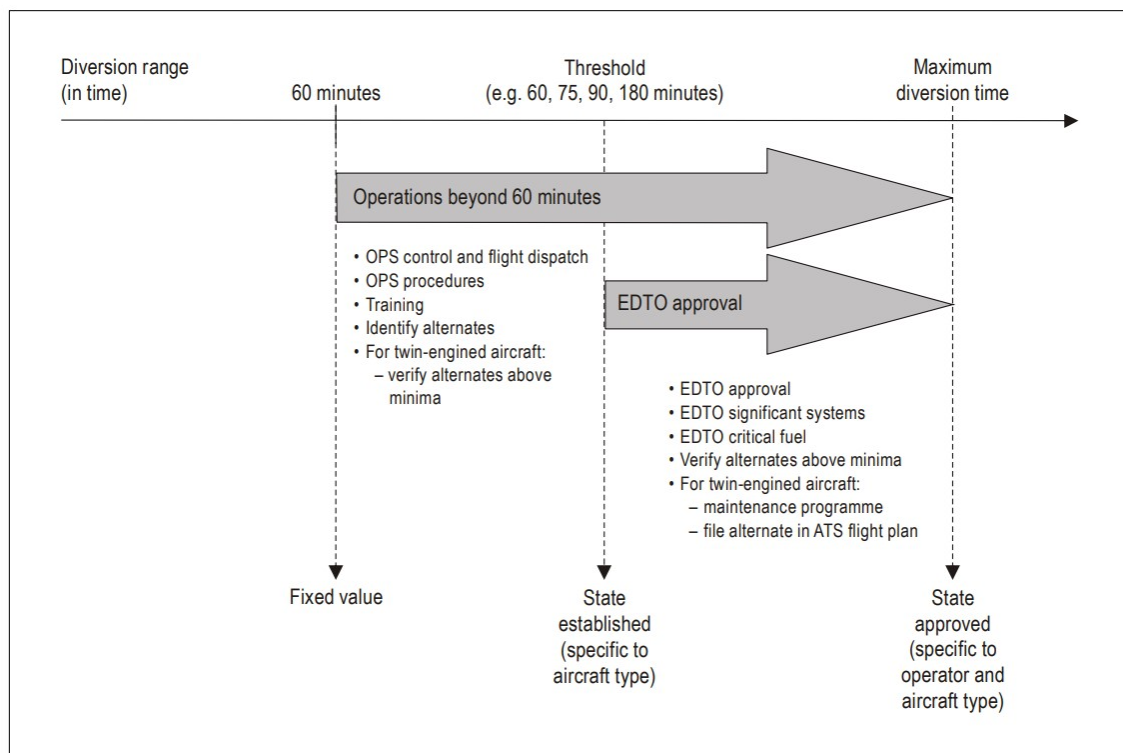 Diversion range
(in time)
60 minutes
Threshold
(e.g. 60, 75, 90, 180 minutes)
Maximum
diversion time
Operations beyond 60 minutes
• OPS control and flight dispatch
• OPS procedures
• Training
• Identify alternates
• For twin-engined aircraft:
– verify alternates above
minima
EDTO approval
• EDTO approval
• EDTO significant systems
• EDTO critical fuel
• Verify alternates above minima
• For twin-engined aircraft:
– maintenance programme
– file alternate in ATS flight plan
Fixed value
State
established
(specific to
aircraft type)
State
approved
(specific to
operator and
aircraft type)